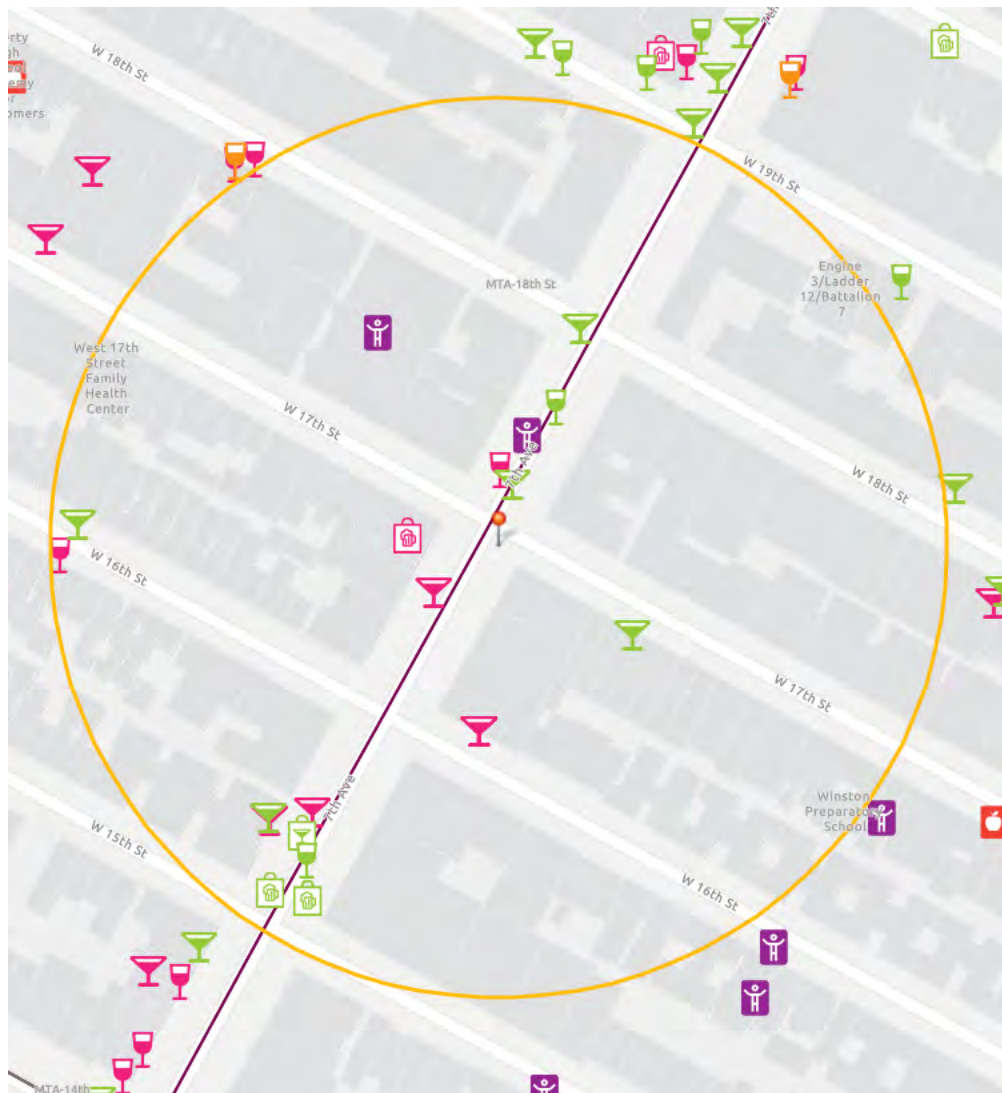 W 18th St
W 19th St
MTA-18th St
Engine
3/Ladder
12/Battalion
7
West 17th
Street
Family
Health
Center
W 17th St
7th Ave
W 18th St
W 16th St
W 17th St
7th Ave
Winston
Preparatory
School
W 15th St
W 16th St
MTA-14th